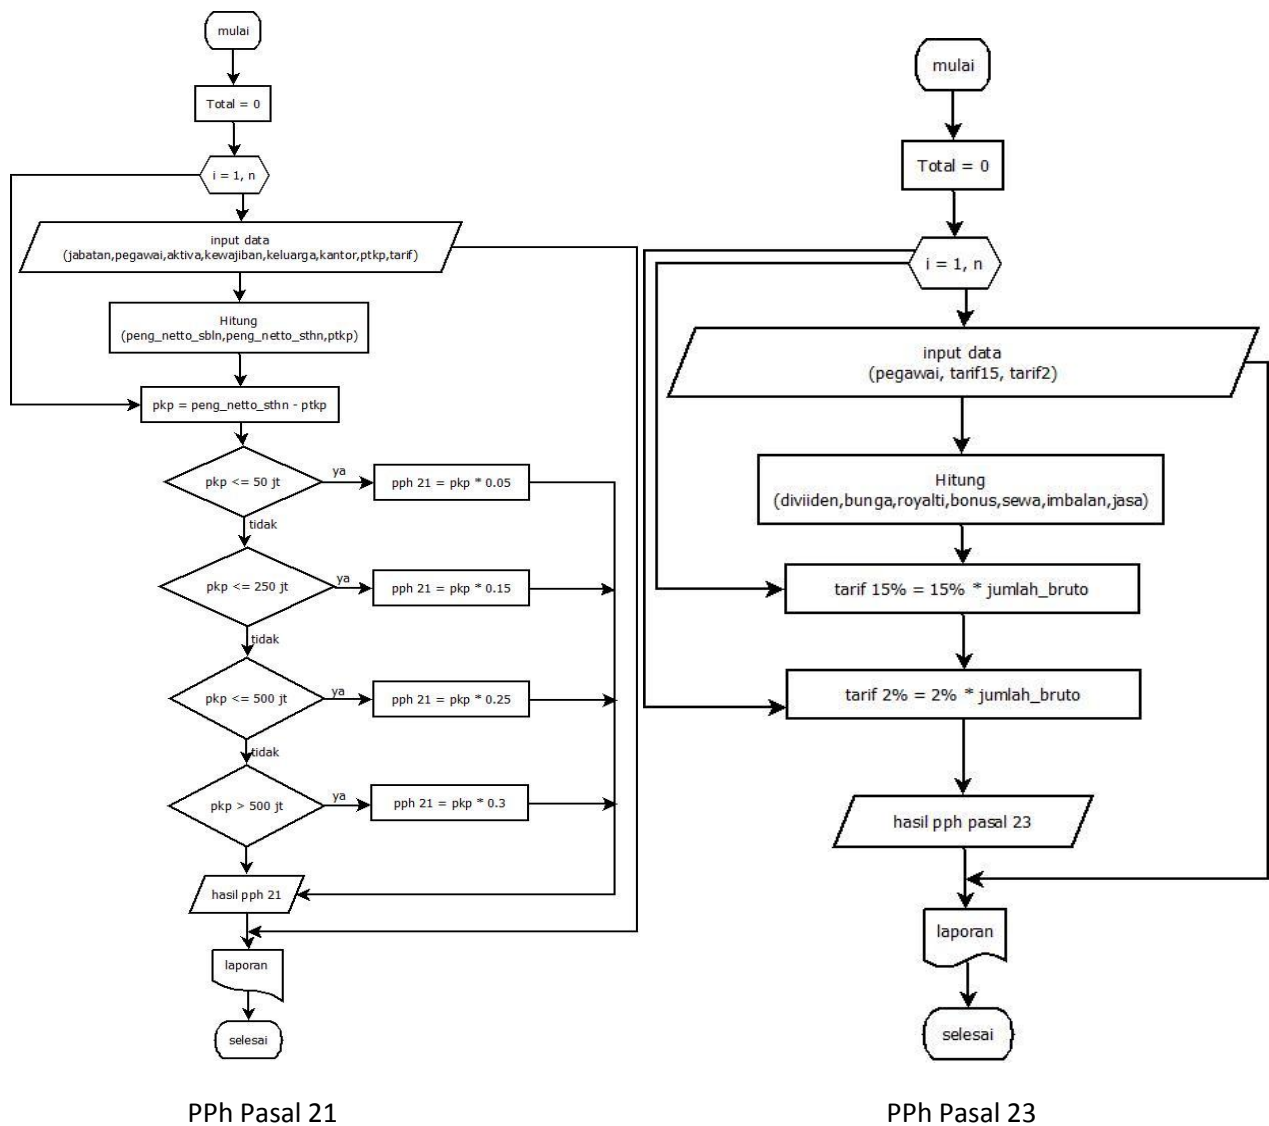 mulai
Total = 0
i = 1, n
input data
(jabatan,pegawai,aktiva,kewajiban,keluarga,kantor,ptkp,tarif)
Hitung
(peng_netto_sbln,peng_netto_sthn,ptkp)
pkp = peng_netto_sthn - ptkp
pkp <= 50 jt
ya
pph 21 = pkp * 0.05
tidak
pkp <= 250 jt
ya
pph 21 = pkp * 0.15
tidak
pkp <= 500 jt
ya
pph 21 = pkp * 0.25
tidak
pkp > 500 jt
ya
pph 21 = pkp * 0.3
hasil pph 21
laporan
selesai
PPh Pasal 21
mulai
Total = 0
i = 1, n
input data
(pegawai, tarif15, tarif2)
Hitung
(diviiden,bunga,royalti,bonus,sewa,imbalan,jasa)
tarif 15% = 15% * jumlah_bruto
tarif 2% = 2% * jumlah_bruto
hasil pph pasal 23
laporan
selesai
PPh Pasal 23